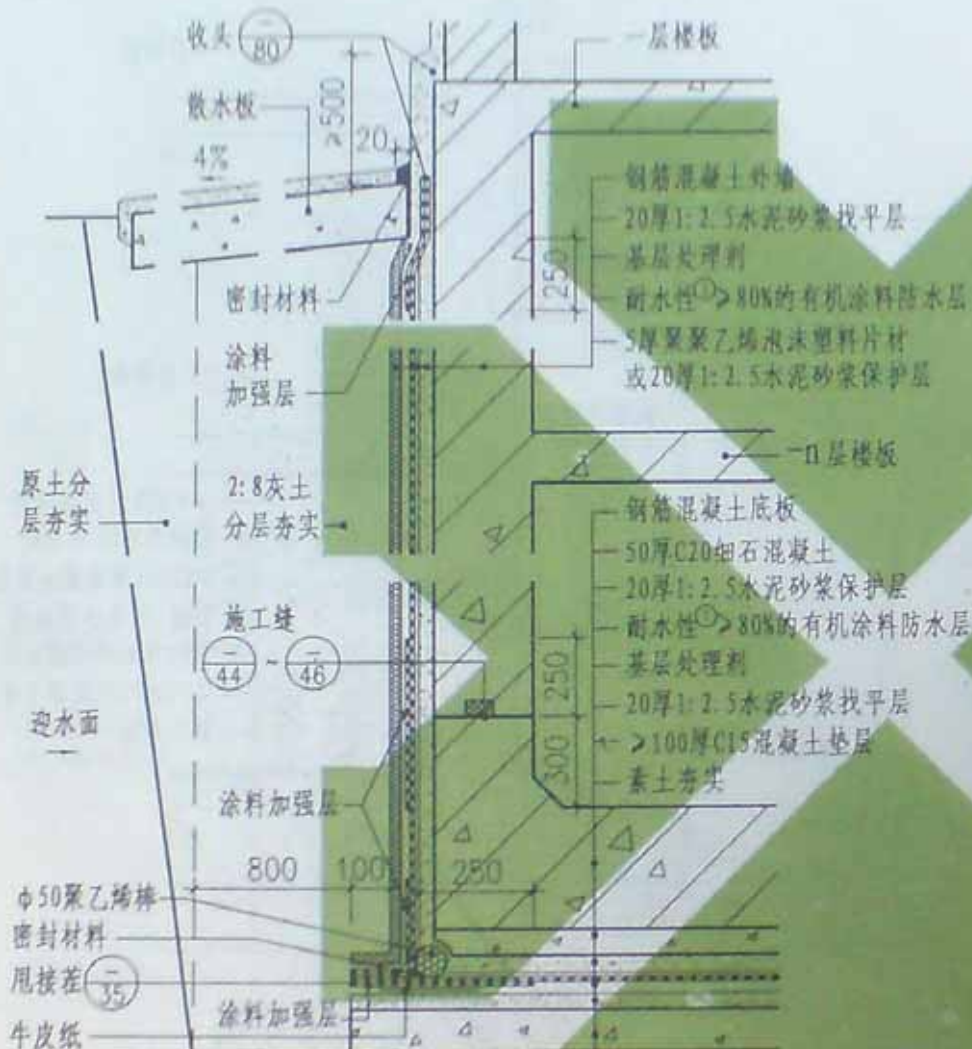 收头
—
80
一层楼板
散水板
≥500
20
4%
钢筋混凝土外墙
20厚1:2.5水泥砂浆找平层
基层处理剂
耐水性①≥80%的有机涂料防水层
5厚聚聚乙烯泡沫塑料片材
或20厚1:2.5水泥砂浆保护层
250
密封材料
涂料
加强层
-n层楼板
原土分
层夯实
2:8灰土
分层夯实
钢筋混凝土底板
50厚C20细石混凝土
20厚1:2.5水泥砂浆保护层
耐水性①≥80%的有机涂料防水层
基层处理剂
20厚1:2.5水泥砂浆找平层
≥100厚C15混凝土垫层
素土夯实
施工缝
—
44
~
—
46
250
300
迎水面
涂料加强层
800
100
250
ф50聚乙烯棒
密封材料
甩接茬
—
35
涂料加强层
牛皮纸